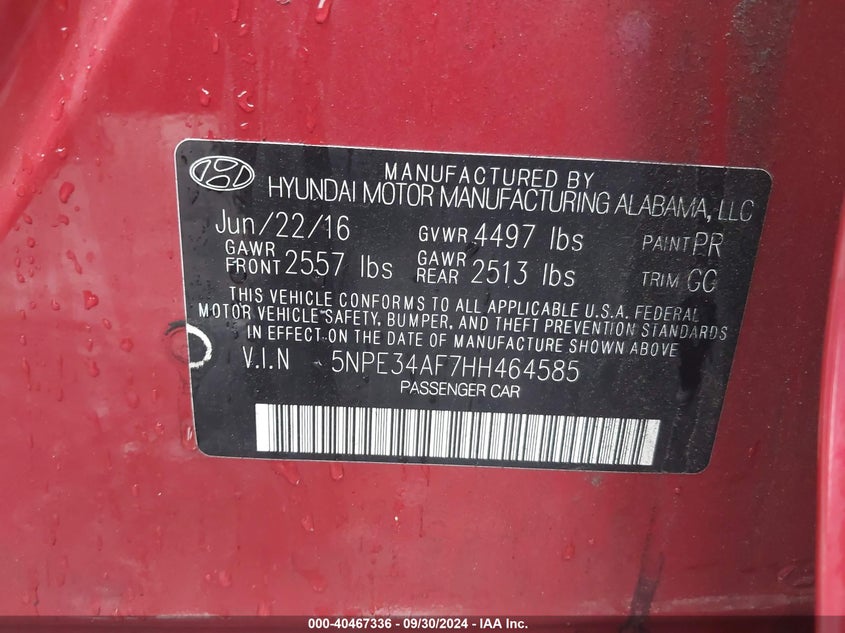 MANUFACTURED BY
HYUNDAI MOTOR MANUFACTURING ALABAMA, LLC
Jun/22/16 GVWR 4497 lbs PAINT PR
GAWR FRONT 2557 lbs GAWR REAR 2513 lbs TRIM GC
THIS VEHICLE CONFORMS TO ALL APPLICABLE U.S.A. FEDERAL
MOTOR VEHICLE SAFETY, BUMPER, AND THEFT PREVENTION STANDARDS
IN EFFECT ON THE DATE OF MANUFACTURE SHOWN ABOVE
V.I.N 5NPE34AF7HH464585
PASSENGER CAR
000-40467336 - 09/30/2024 - IAA Inc.